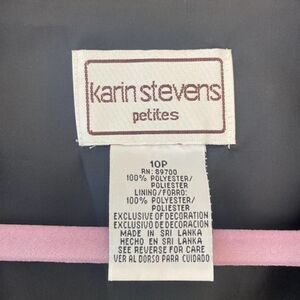 karin stevens
petites
10P
RN: 89700
100% POLYESTER/
POLIESTER
LINING/FORRO:
100% POLYESTER/
POLIESTER
EXCLUSIVE OF DECORATION
EXCLUSIVO DE DECORACION
MADE IN SRI LANKA
HECHO EN SRI LANKA
SEE REVERSE FOR CARE
VER AL DORSO PARA CUIDADO